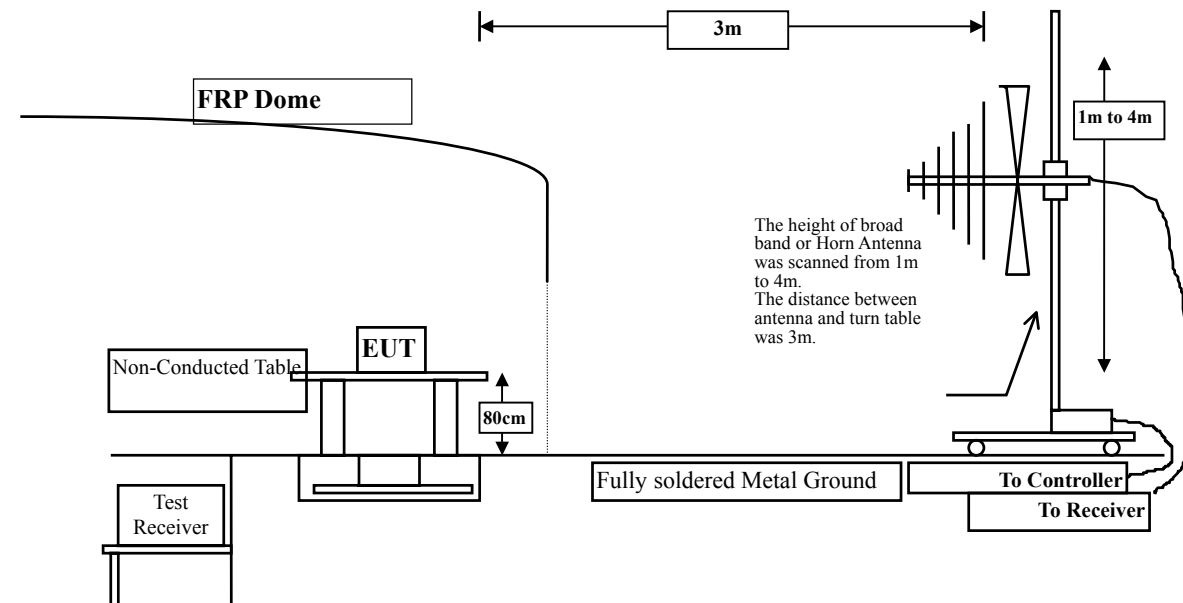 3m
FRP Dome
1m to 4m
The height of broad
band or Horn Antenna
was scanned from 1m
to 4m.
The distance between
antenna and turn table
was 3m.
EUT
Non-Conducted Table
80cm
Fully soldered Metal Ground
To Controller
To Receiver
Test
Receiver